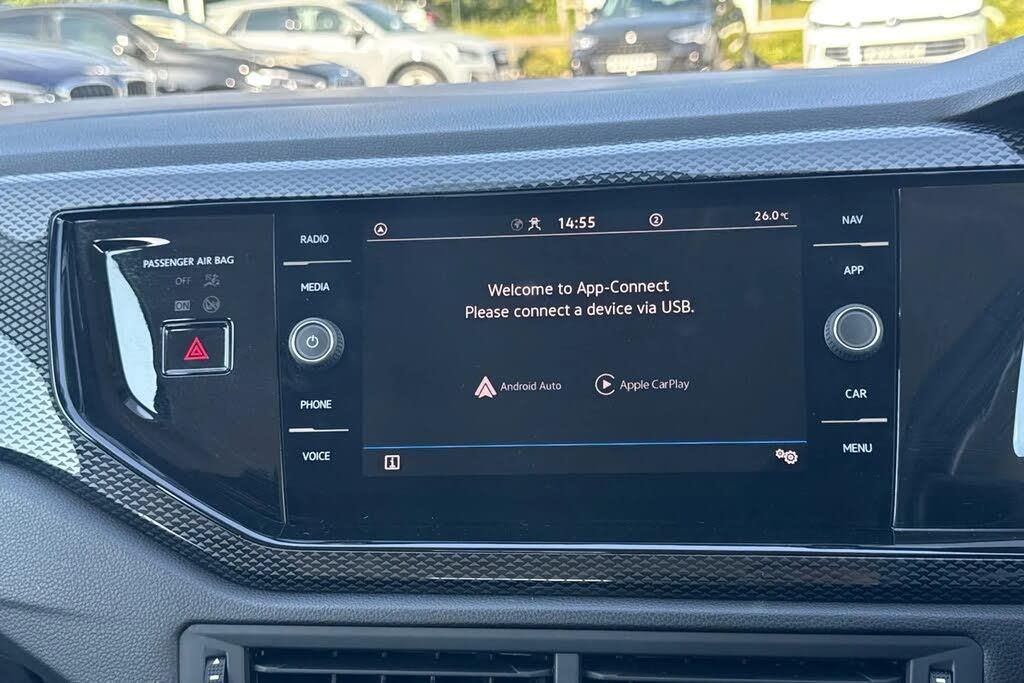 PASSENGER AIR BAG
OFF
ON
RADIO
MEDIA
PHONE
VOICE
14:55
2
26.0°C
Welcome to App-Connect
Please connect a device via USB.
Android Auto
Apple CarPlay
NAV
APP
CAR
MENU